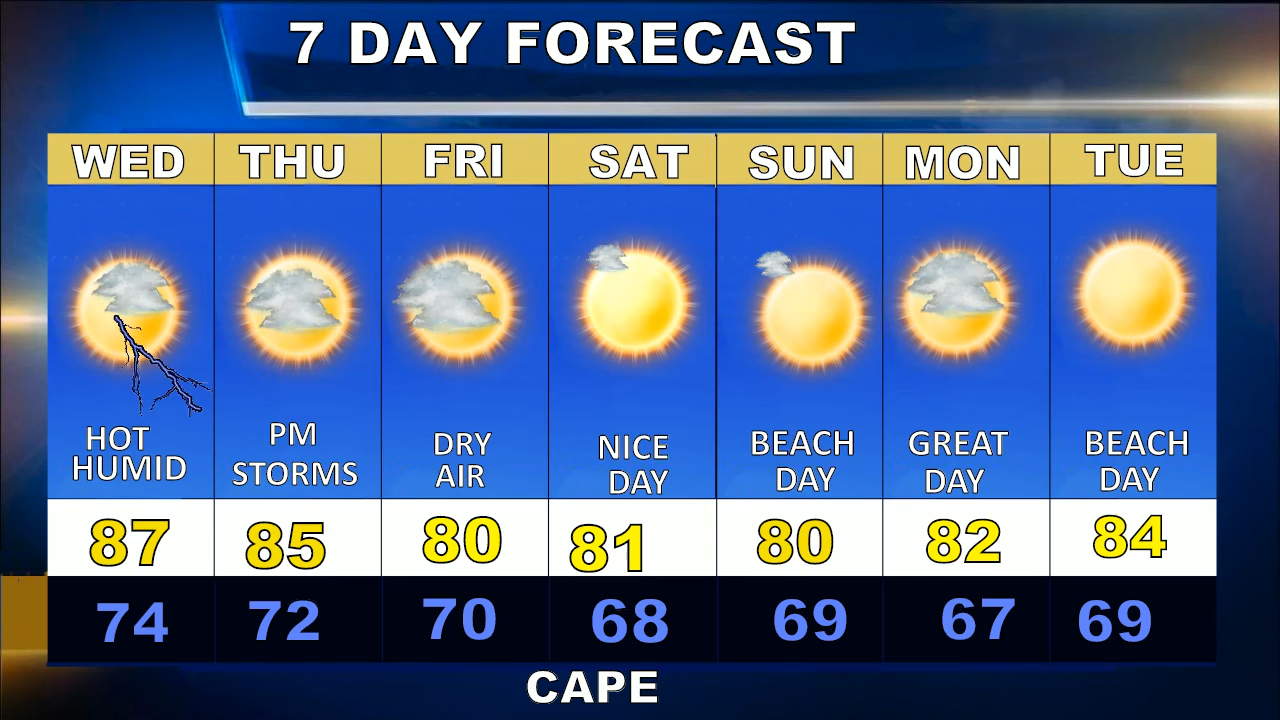 7 DAY FORECAST
WED THU FRI SAT SUN MON TUE
HOT HUMID
PM STORMS
DRY AIR
NICE DAY
BEACH DAY
GREAT DAY
BEACH DAY
87 85 80 81 80 82 84
74 72 70 68 69 67 69
CAPE